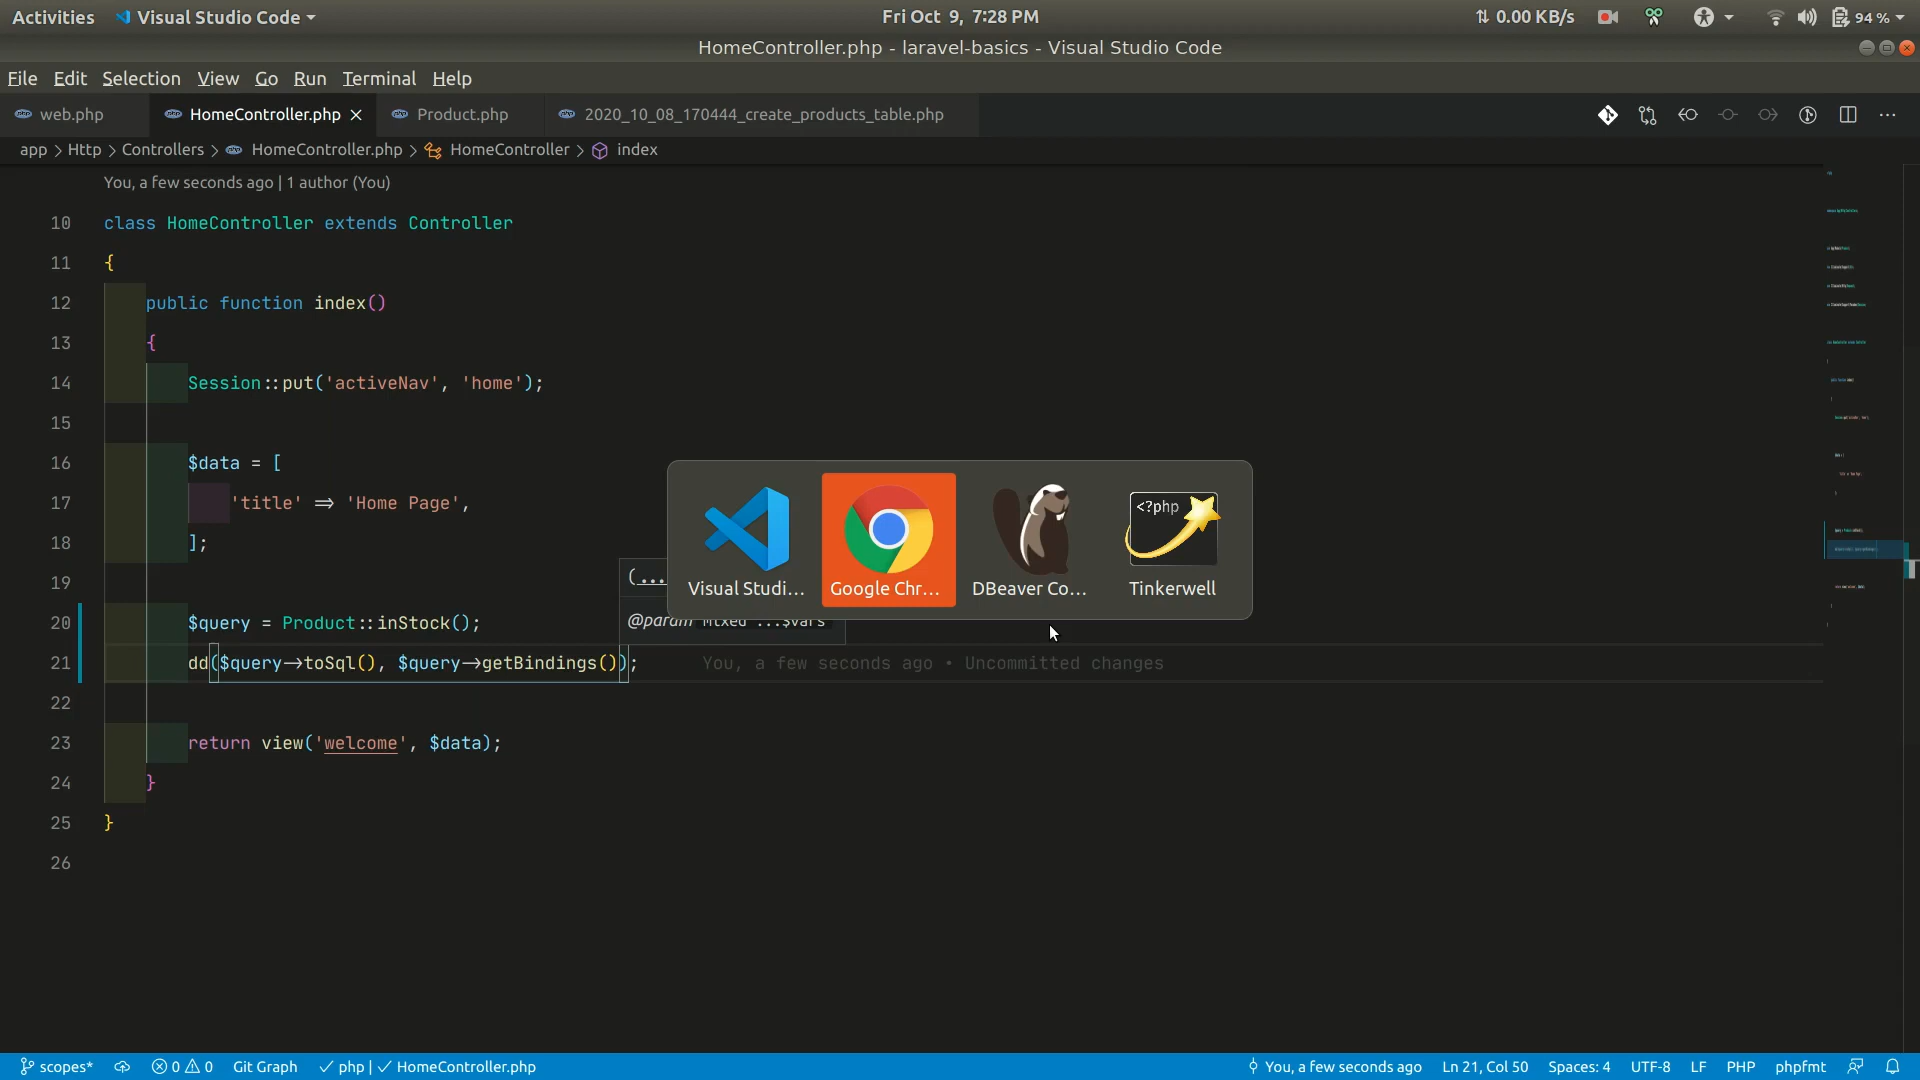 Activities Visual Studio Code Fri Oct 9, 7:28 PM 0.00 KB/s 94 %
HomeController.php - laravel-basics - Visual Studio Code
File Edit Selection View Go Run Terminal Help
web.php HomeController.php Product.php 2020_10_08_170444_create_products_table.php
app > Http > Controllers > HomeController.php > HomeController > index
You, a few seconds ago | 1 author (You)
10 class HomeController extends Controller
11 {
12 public function index()
13 {
14 Session::put('activeNav', 'home');
15
16 $data = [
17 'title' => 'Home Page',
18 ];
19
(...
Visual Studi... Google Chr... DBeaver Co... <?php Tinkerwell
20 $query = Product::inStock();
@param mixed ...$vars
21 dd($query->toSql(), $query->getBindings()); You, a few seconds ago • Uncommitted changes
22
23 return view('welcome', $data);
24 }
25 }
26
scopes* 0 0 Git Graph ✓ php | ✓ HomeController.php You, a few seconds ago Ln 21, Col 50 Spaces: 4 UTF-8 LF PHP phpfmt